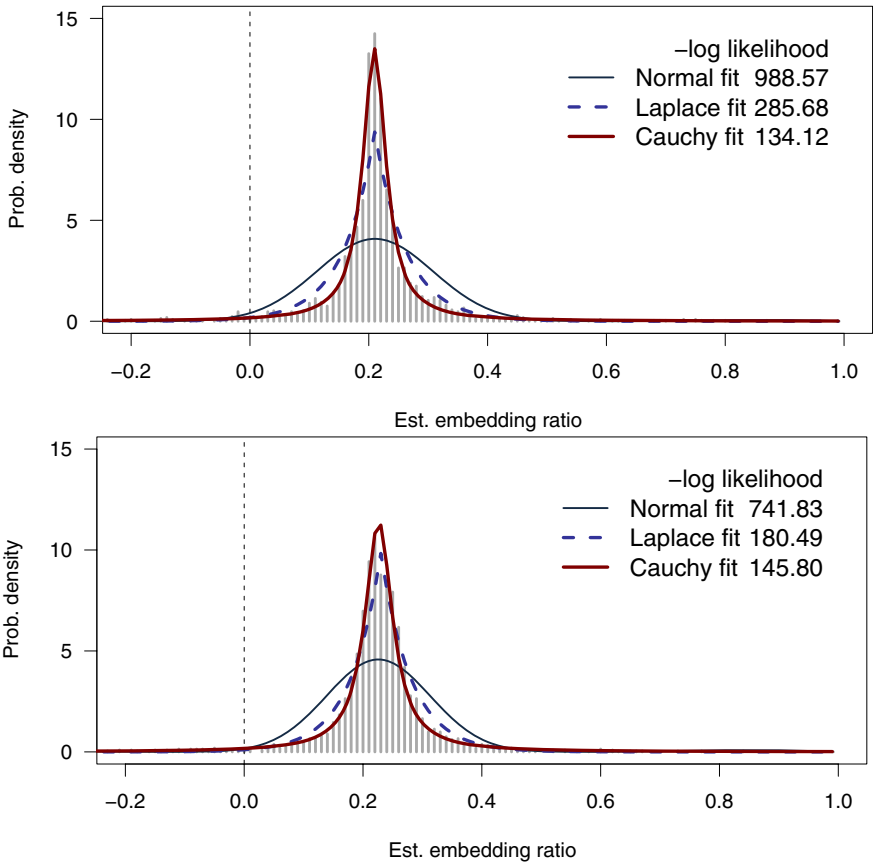 15
10
5
0
Prob. density
−log likelihood
Normal fit 988.57
Laplace fit 285.68
Cauchy fit 134.12
−0.2 0.0 0.2 0.4 0.6 0.8 1.0
Est. embedding ratio
15
10
5
0
Prob. density
−log likelihood
Normal fit 741.83
Laplace fit 180.49
Cauchy fit 145.80
−0.2 0.0 0.2 0.4 0.6 0.8 1.0
Est. embedding ratio